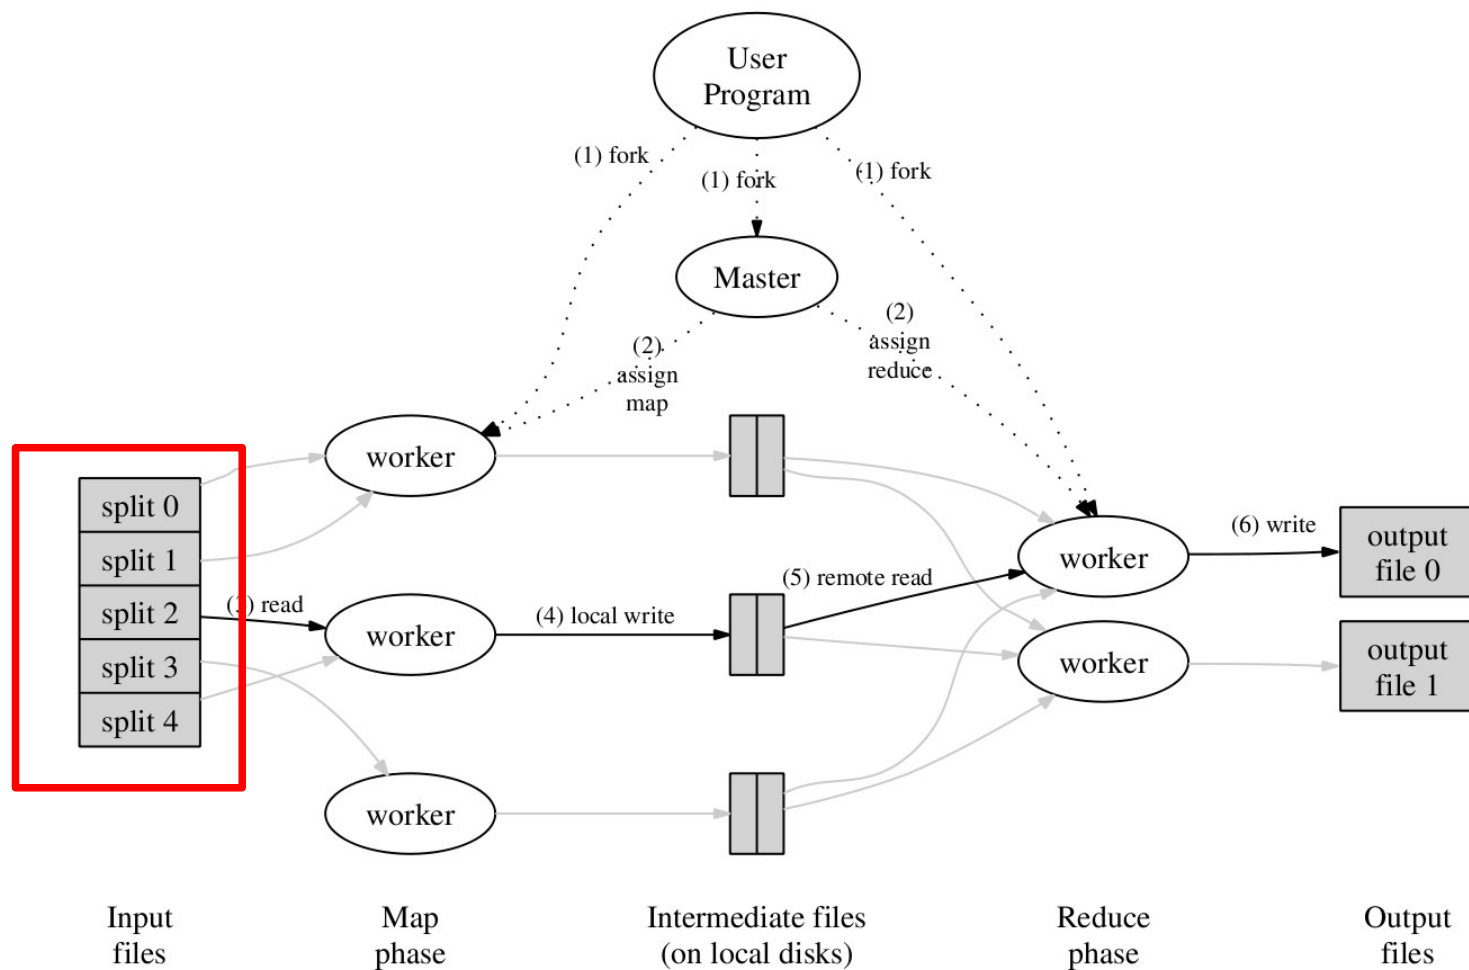 User
Program
(1) fork
(1) fork
(1) fork
Master
(2)
assign
map
(2)
assign
reduce
split 0
split 1
split 2
split 3
split 4
(3) read
worker
worker
worker
(4) local write
(5) remote read
worker
worker
(6) write
output
file 0
output
file 1
Input
files
Map
phase
Intermediate files
(on local disks)
Reduce
phase
Output
files